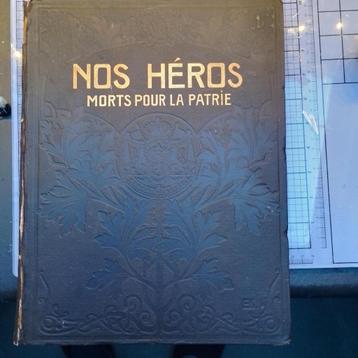 NOS HÉROS
MORTS POUR LA PATRIE